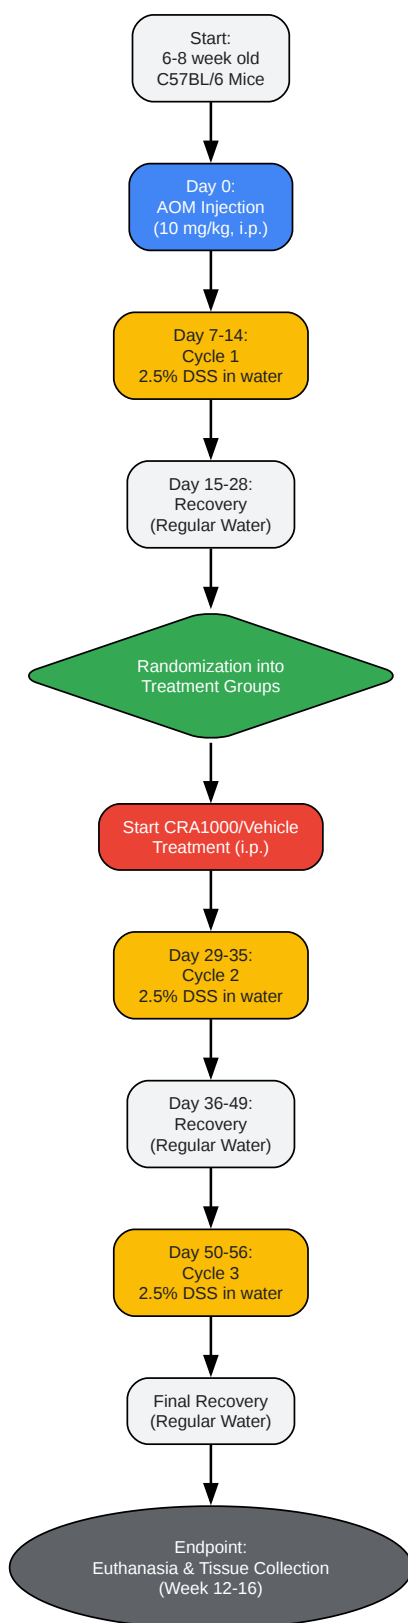 Start:
6-8 week old
C57BL/6 Mice
Day 0:
AOM Injection
(10 mg/kg, i.p.)
Day 7-14:
Cycle 1
2.5% DSS in water
Day 15-28:
Recovery
(Regular Water)
Randomization into
Treatment Groups
Start CRA1000/Vehicle
Treatment (i.p.)
Day 29-35:
Cycle 2
2.5% DSS in water
Day 36-49:
Recovery
(Regular Water)
Day 50-56:
Cycle 3
2.5% DSS in water
Final Recovery
(Regular Water)
Endpoint:
Euthanasia & Tissue Collection
(Week 12-16)